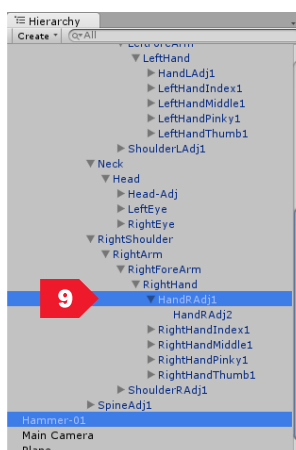 Hierarchy
Create All
LeftForeArm
LeftHand
HandLAdj1
LeftHandIndex1
LeftHandMiddle1
LeftHandPinky1
LeftHandThumb1
ShoulderLAdj1
Neck
Head
Head-Adj
LeftEye
RightEye
RightShoulder
RightArm
RightForeArm
RightHand
9 HandRAdj1
HandRAdj2
RightHandIndex1
RightHandMiddle1
RightHandPinky1
RightHandThumb1
ShoulderRAdj1
SpineAdj1
Hammer-01
Main Camera
Plane